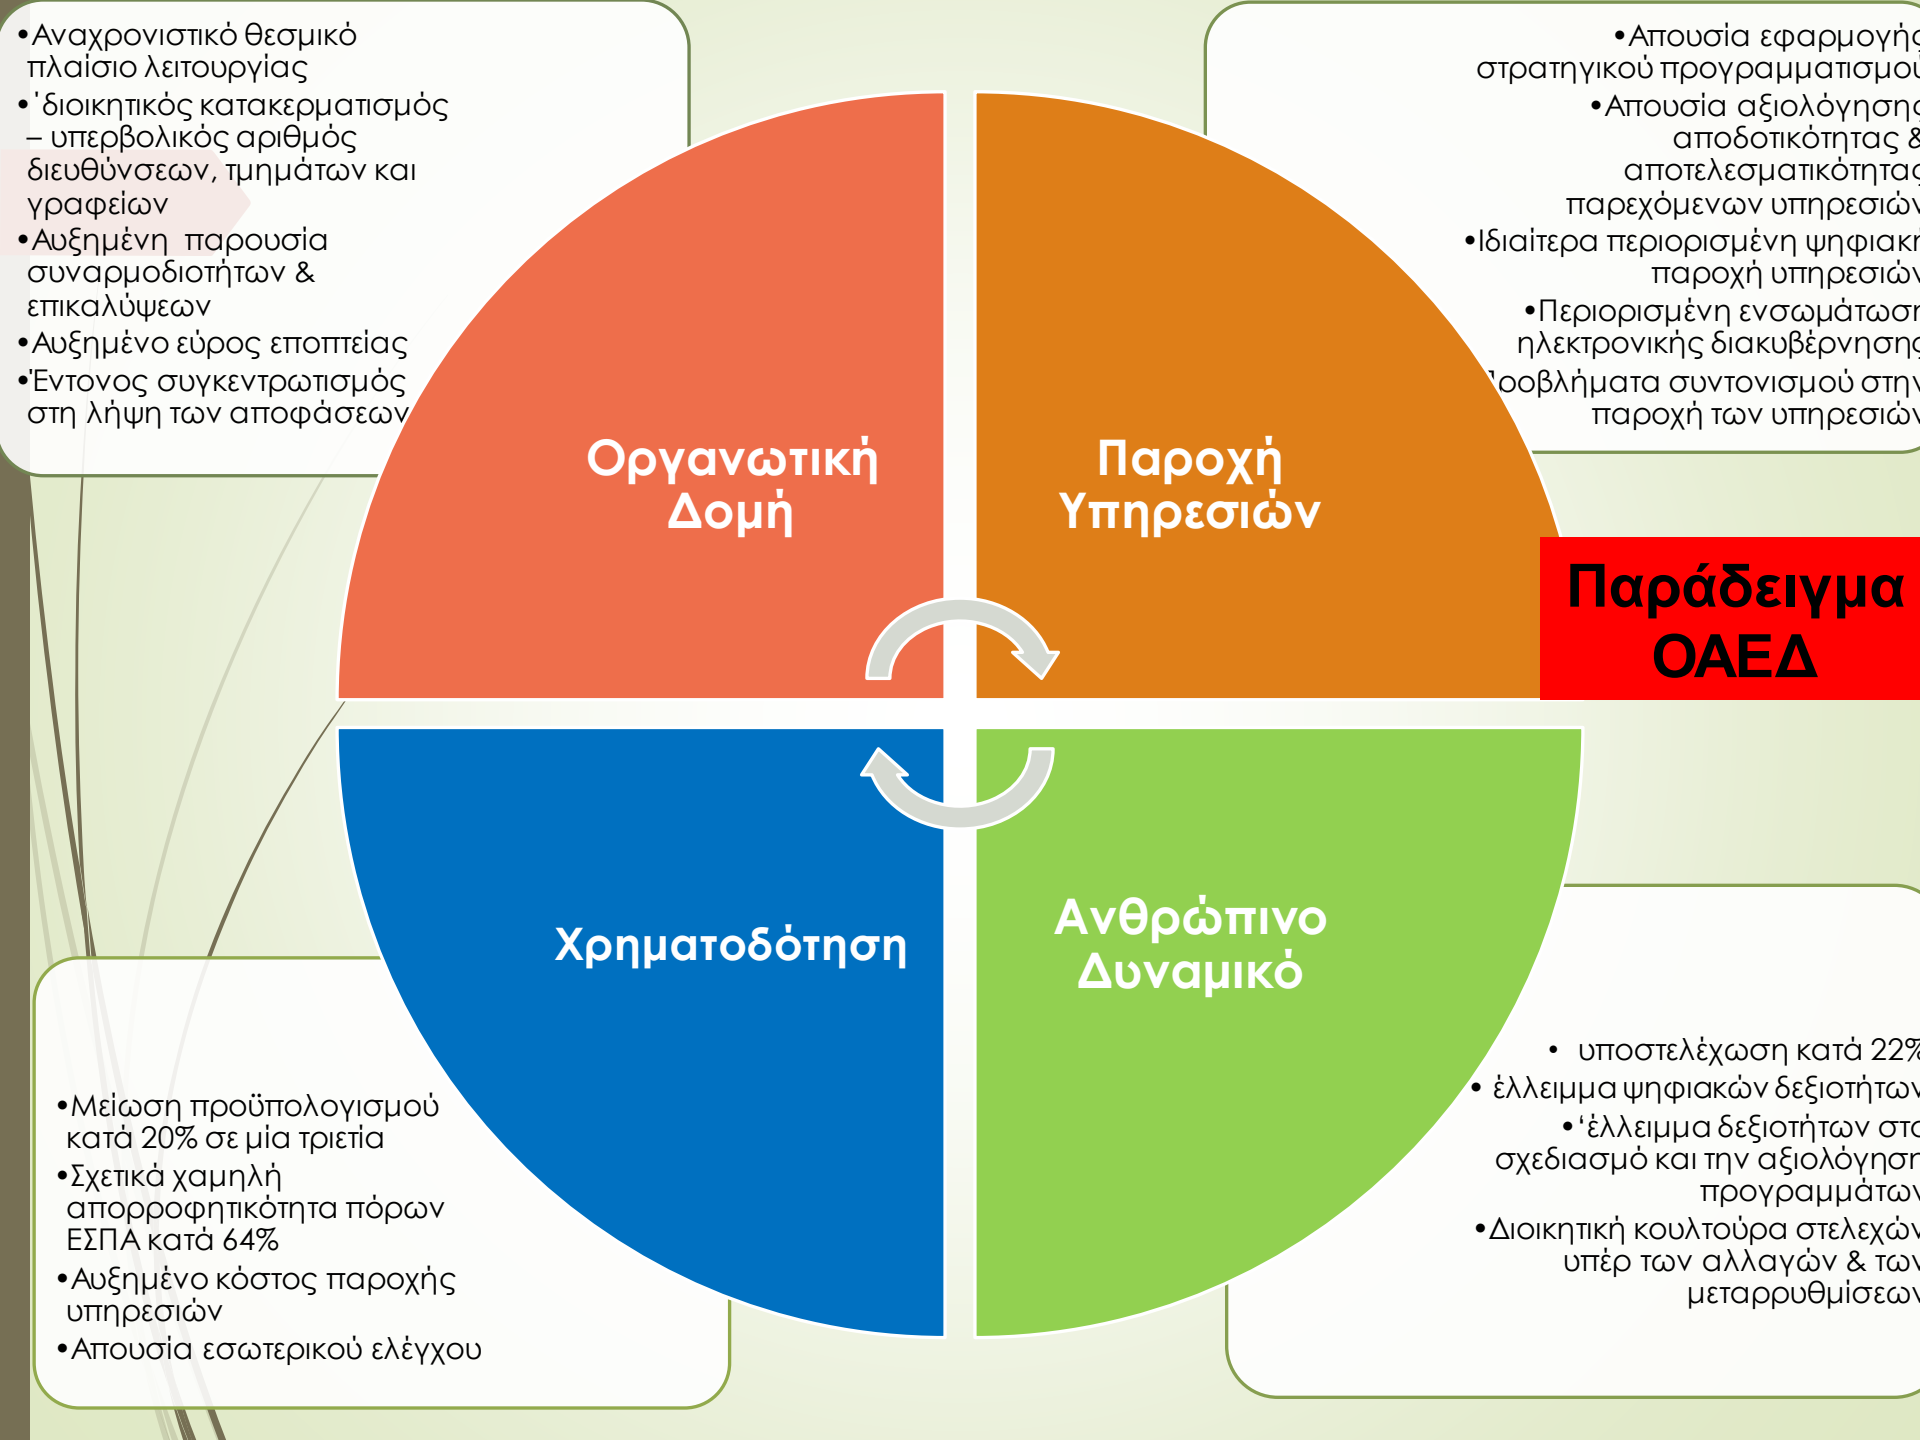 •Αναχρονιστικό θεσμικό
πλαίσιο λειτουργίας
•΄διοικητικός κατακερματισμός
– υπερβολικός αριθμός
διευθύνσεων, τμημάτων και
γραφείων
•Αυξημένη παρουσία
συναρμοδιοτήτων &
επικαλύψεων
•Αυξημένο εύρος εποπτείας
•Έντονος συγκεντρωτισμός
στη λήψη των αποφάσεων
•Απουσία εφαρμογής
στρατηγικού προγραμματισμού
•Απουσία αξιολόγησης
αποδοτικότητας &
αποτελεσματικότητας
παρεχόμενων υπηρεσιών
•Ιδιαίτερα περιορισμένη ψηφιακή
παροχή υπηρεσιών
•Περιορισμένη ενσωμάτωση
ηλεκτρονικής διακυβέρνησης
Προβλήματα συντονισμού στην
παροχή των υπηρεσιών
Οργανωτική
Δομή
Παροχή
Υπηρεσιών
Παράδειγμα
ΟΑΕΔ
Χρηματοδότηση
Ανθρώπινο
Δυναμικό
•Μείωση προϋπολογισμού
κατά 20% σε μία τριετία
•Σχετικά χαμηλή
απορροφητικότητα πόρων
ΕΣΠΑ κατά 64%
•Αυξημένο κόστος παροχής
υπηρεσιών
•Απουσία εσωτερικού ελέγχου
• υποστελέχωση κατά 22%
• έλλειμμα ψηφιακών δεξιοτήτων
•‘έλλειμμα δεξιοτήτων στο
σχεδιασμό και την αξιολόγηση
προγραμμάτων
•Διοικητική κουλτούρα στελεχών
υπέρ των αλλαγών & των
μεταρρυθμίσεων